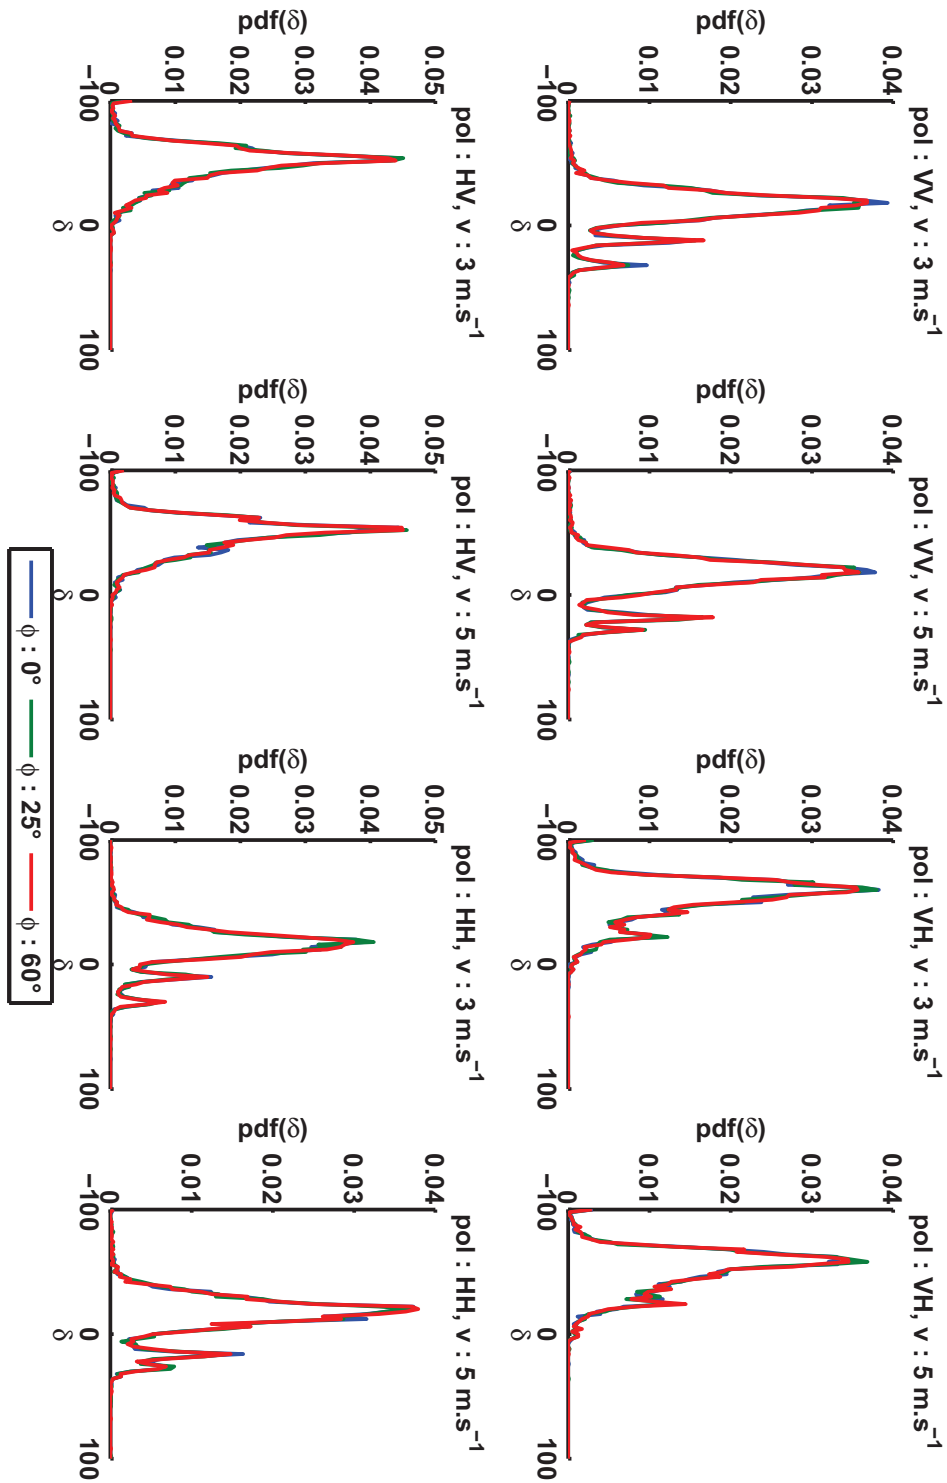 pol : VV, v : 3 m.s⁻¹
pdf(δ)
0.04
0.03
0.02
0.01
0
−100
0
100
δ
pol : VV, v : 5 m.s⁻¹
pdf(δ)
0.04
0.03
0.02
0.01
0
−100
0
100
δ
pol : VH, v : 3 m.s⁻¹
pdf(δ)
0.04
0.03
0.02
0.01
0
−100
0
100
δ
pol : VH, v : 5 m.s⁻¹
pdf(δ)
0.04
0.03
0.02
0.01
0
−100
0
100
δ
pol : HV, v : 3 m.s⁻¹
pdf(δ)
0.05
0.04
0.03
0.02
0.01
0
−100
0
100
δ
pol : HV, v : 5 m.s⁻¹
pdf(δ)
0.05
0.04
0.03
0.02
0.01
0
−100
0
100
δ
pol : HH, v : 3 m.s⁻¹
pdf(δ)
0.05
0.04
0.03
0.02
0.01
0
−100
0
100
δ
pol : HH, v : 5 m.s⁻¹
pdf(δ)
0.04
0.03
0.02
0.01
0
−100
0
100
δ
ϕ : 0° ϕ : 25° ϕ : 60°